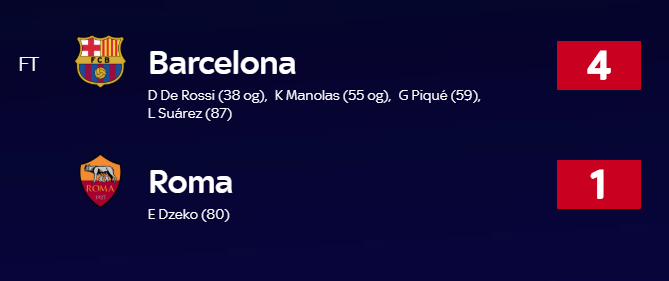 FT
FCB
Barcelona
4
D De Rossi (38 og), K Manolas (55 og), G Piqué (59),
L Suárez (87)
ROMA
1927
Roma
1
E Dzeko (80)